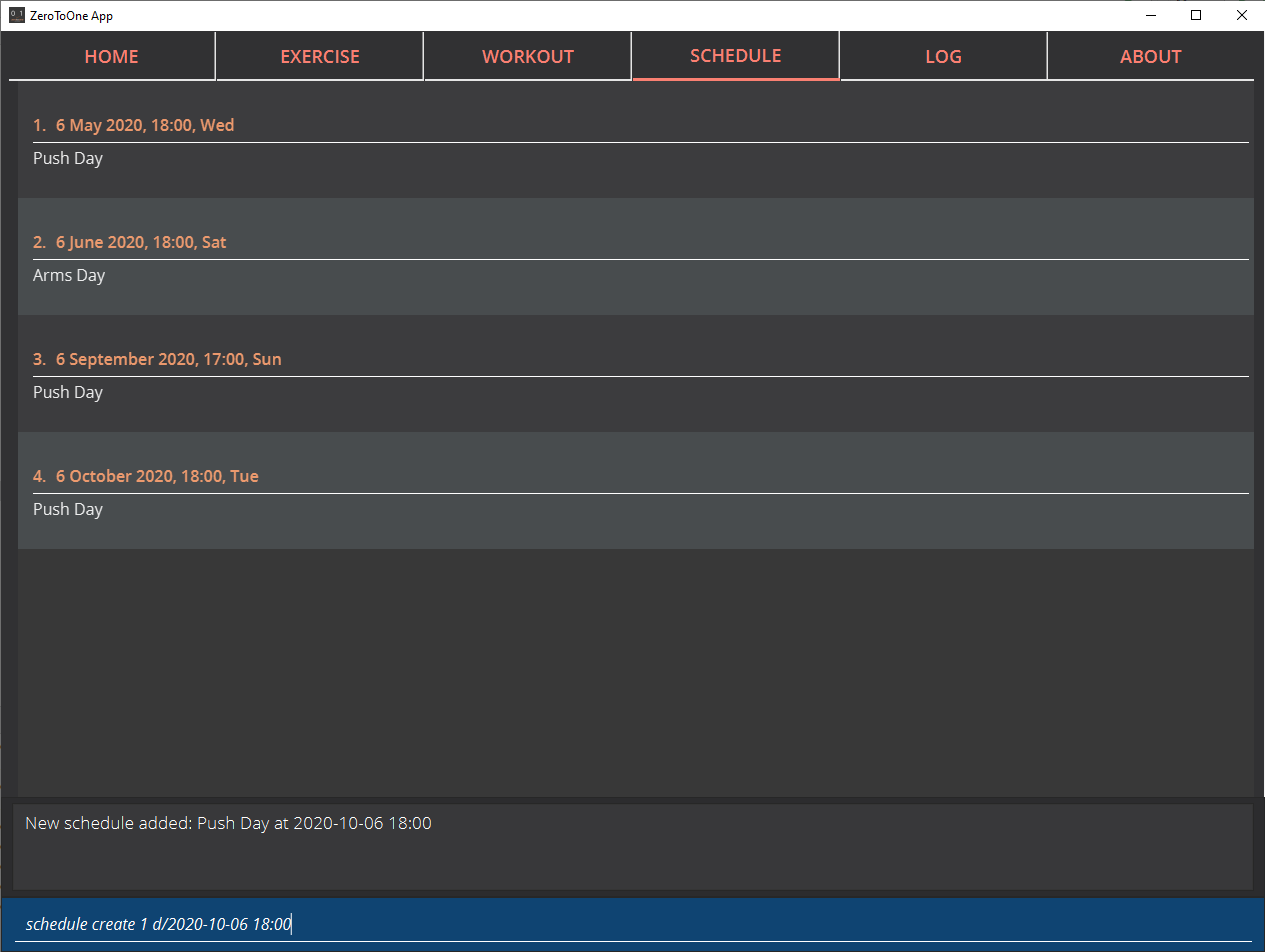 ZeroToOne App
HOME EXERCISE WORKOUT SCHEDULE LOG ABOUT
1. 6 May 2020, 18:00, Wed
Push Day
2. 6 June 2020, 18:00, Sat
Arms Day
3. 6 September 2020, 17:00, Sun
Push Day
4. 6 October 2020, 18:00, Tue
Push Day
New schedule added: Push Day at 2020-10-06 18:00
schedule create 1 d/2020-10-06 18:00